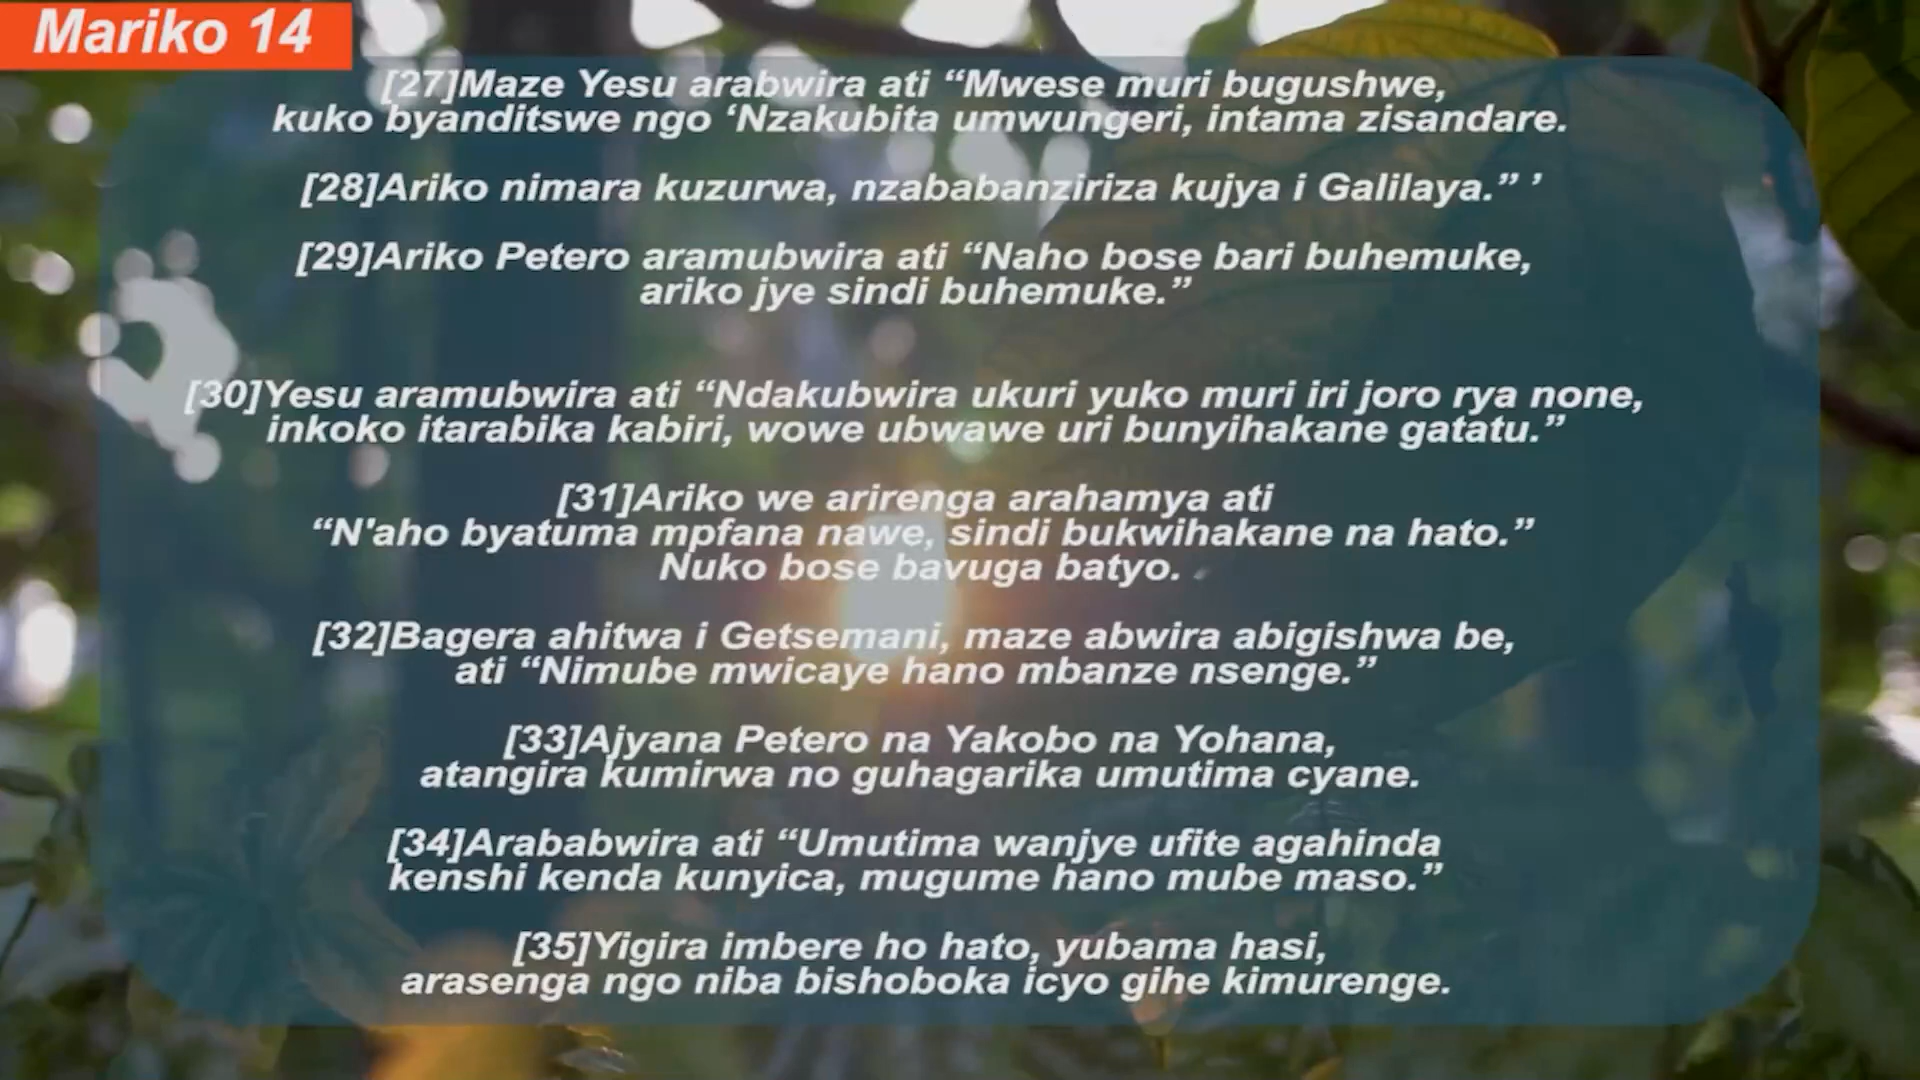 Mariko 14
[27]Maze Yesu arabwira ati “Mwese muri bugushwe,
kuko byanditswe ngo ‘Nzakubita umwungeri, intama zisandare.
[28]Ariko nimara kuzurwa, nzababanziriza kujya i Galilaya.” ’
[29]Ariko Petero aramubwira ati “Naho bose bari buhemuke,
ariko jye sindi buhemuke.”
[30]Yesu aramubwira ati “Ndakubwira ukuri yuko muri iri joro rya none,
inkoko itarabika kabiri, wowe ubwawe uri bunyihakane gatatu.”
[31]Ariko we arirenga arahamya ati
“N'aho byatuma mpfana nawe, sindi bukwihakane na hato.”
Nuko bose bavuga batyo.
[32]Bagera ahitwa i Getsemani, maze abwira abigishwa be,
ati “Nimube mwicaye hano mbanze nsenge.”
[33]Ajyana Petero na Yakobo na Yohana,
atangira kumirwa no guhagarika umutima cyane.
[34]Arababwira ati “Umutima wanjye ufite agahinda
kenshi kenda kunyica, mugume hano mube maso.”
[35]Yigira imbere ho hato, yubama hasi,
arasenga ngo niba bishoboka icyo gihe kimurenge.